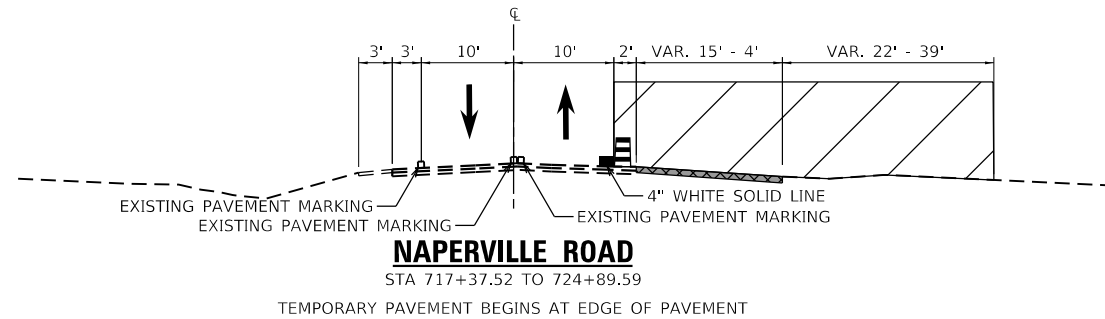 ℄
3' 3' 10' 10' 2' VAR. 15' - 4' VAR. 22' - 39'
4" WHITE SOLID LINE
EXISTING PAVEMENT MARKING
EXISTING PAVEMENT MARKING
EXISTING PAVEMENT MARKING
NAPERVILLE ROAD
STA 717+37.52 TO 724+89.59
TEMPORARY PAVEMENT BEGINS AT EDGE OF PAVEMENT